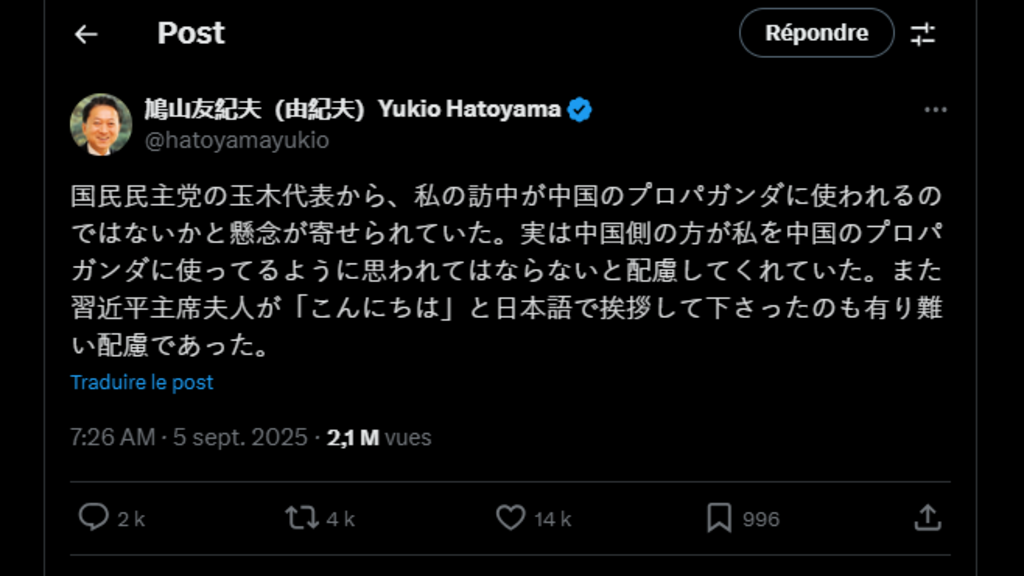 Post
Répondre
鳩山友紀夫（由紀夫）Yukio Hatoyama
@hatoyamayukio
国民民主党の玉木代表から、私の訪中が中国のプロパガンダに使われるの
ではないかと懸念が寄せられていた。実は中国側の方が私を中国のプロパ
ガンダに使ってるように思われてはならないと配慮してくれていた。また
習近平主席夫人が「こんにちは」と日本語で挨拶して下さったのも有り難
い配慮であった。
Traduire le post
7:26 AM · 5 sept. 2025 · 2,1 M vues
2 k
4 k
14 k
996